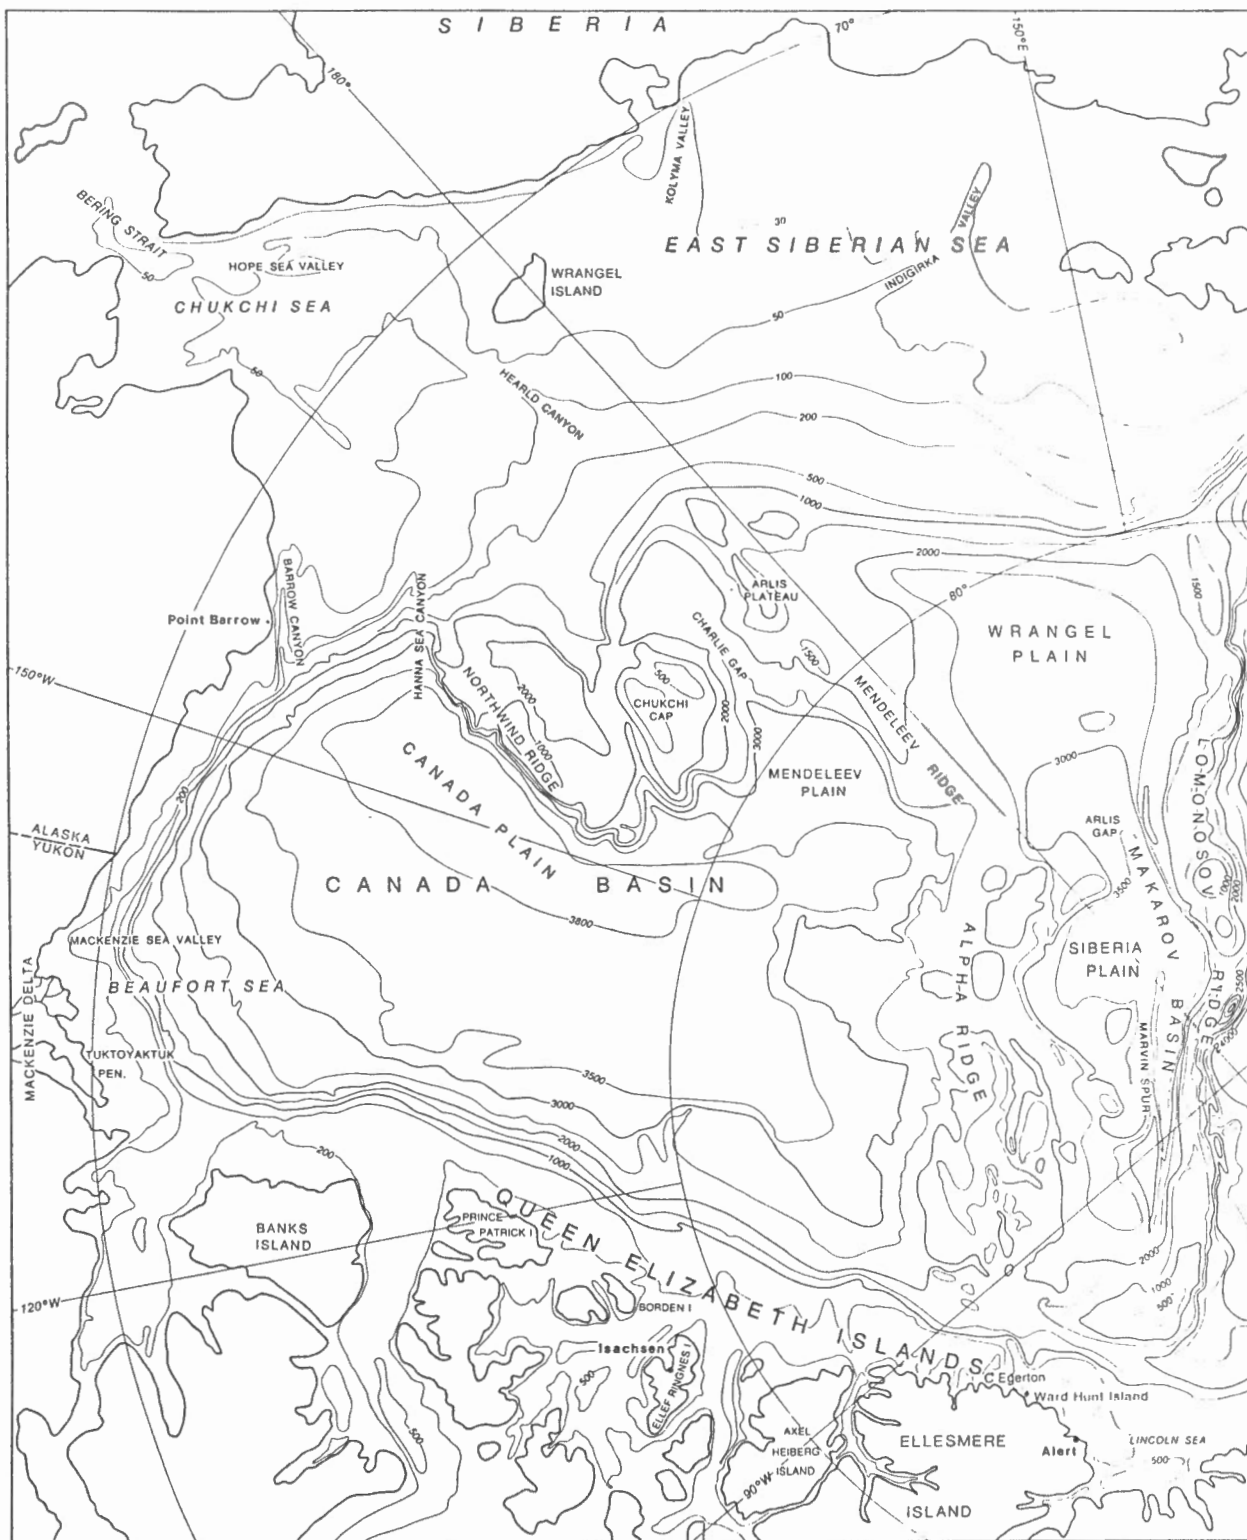 SIBERIA
70°
150°E
180°
KOLYMA VALLEY
BERING STRAIT
30
EAST SIBERIAN SEA
INDIGIRKA VALLEY
HOPE SEA VALLEY
50
WRANGEL
ISLAND
CHUKCHI SEA
50
50
HEARLD CANYON
100
200
500
1000
2000
80°
1500
ARLIS
PLATEAU
BARROW CANYON
Point Barrow
HANNA SEA CANYON
CHARLIE GAP
WRANGEL
PLAIN
1500
150°W
NORTHWIND RIDGE
2000
1000
500
CHUKCHI
CAP
2000
3000
MENDELEEV RIDGE
MENDELEEV
PLAIN
3000
LOMONOSOV RIDGE
CANADA PLAIN
200
ALASKA
YUKON
ARLIS
GAP
MAKAROV BASIN
3500
1000
2000
CANADA BASIN
3800
MACKENZIE SEA VALLEY
ALPHA RIDGE
SIBERIA
PLAIN
BEAUFORT SEA
2500
4000
MACKENZIE DELTA
MARVIN SPUR
TUKTOYAKTUK
PEN.
3500
3000
2000
1000
200
QUEEN ELIZABETH ISLANDS
PRINCE
PATRICK I
BANKS
ISLAND
2000
1000
500
120°W
BORDEN I
Isachsen
500
ELLEF RINGNES I
C Egerton
Ward Hunt Island
500
AXEL
HEIBERG
ISLAND
90°W
ELLESMERE
ISLAND
Alert
LINCOLN SEA
500